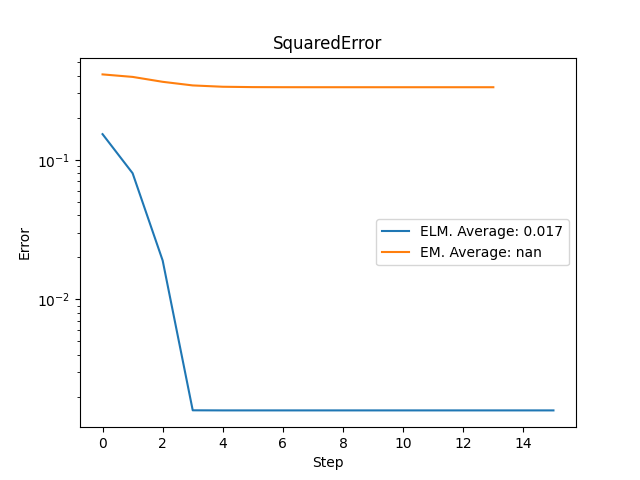 SquaredError
Error
10⁻¹
10⁻²
ELM. Average: 0.017
EM. Average: nan
0 2 4 6 8 10 12 14
Step